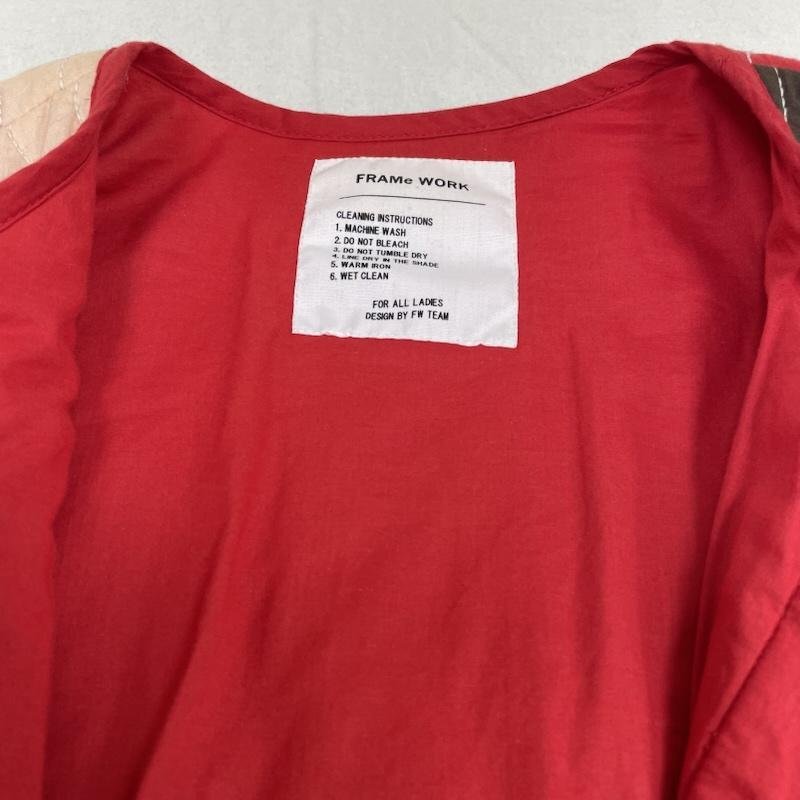 FRAMe WORK
CLEANING INSTRUCTIONS
1. MACHINE WASH
2. DO NOT BLEACH
3. DO NOT TUMBLE DRY
4. LINE DRY IN THE SHADE
5. WARM IRON
6. WET CLEAN
FOR ALL LADIES
DESIGN BY FW TEAM